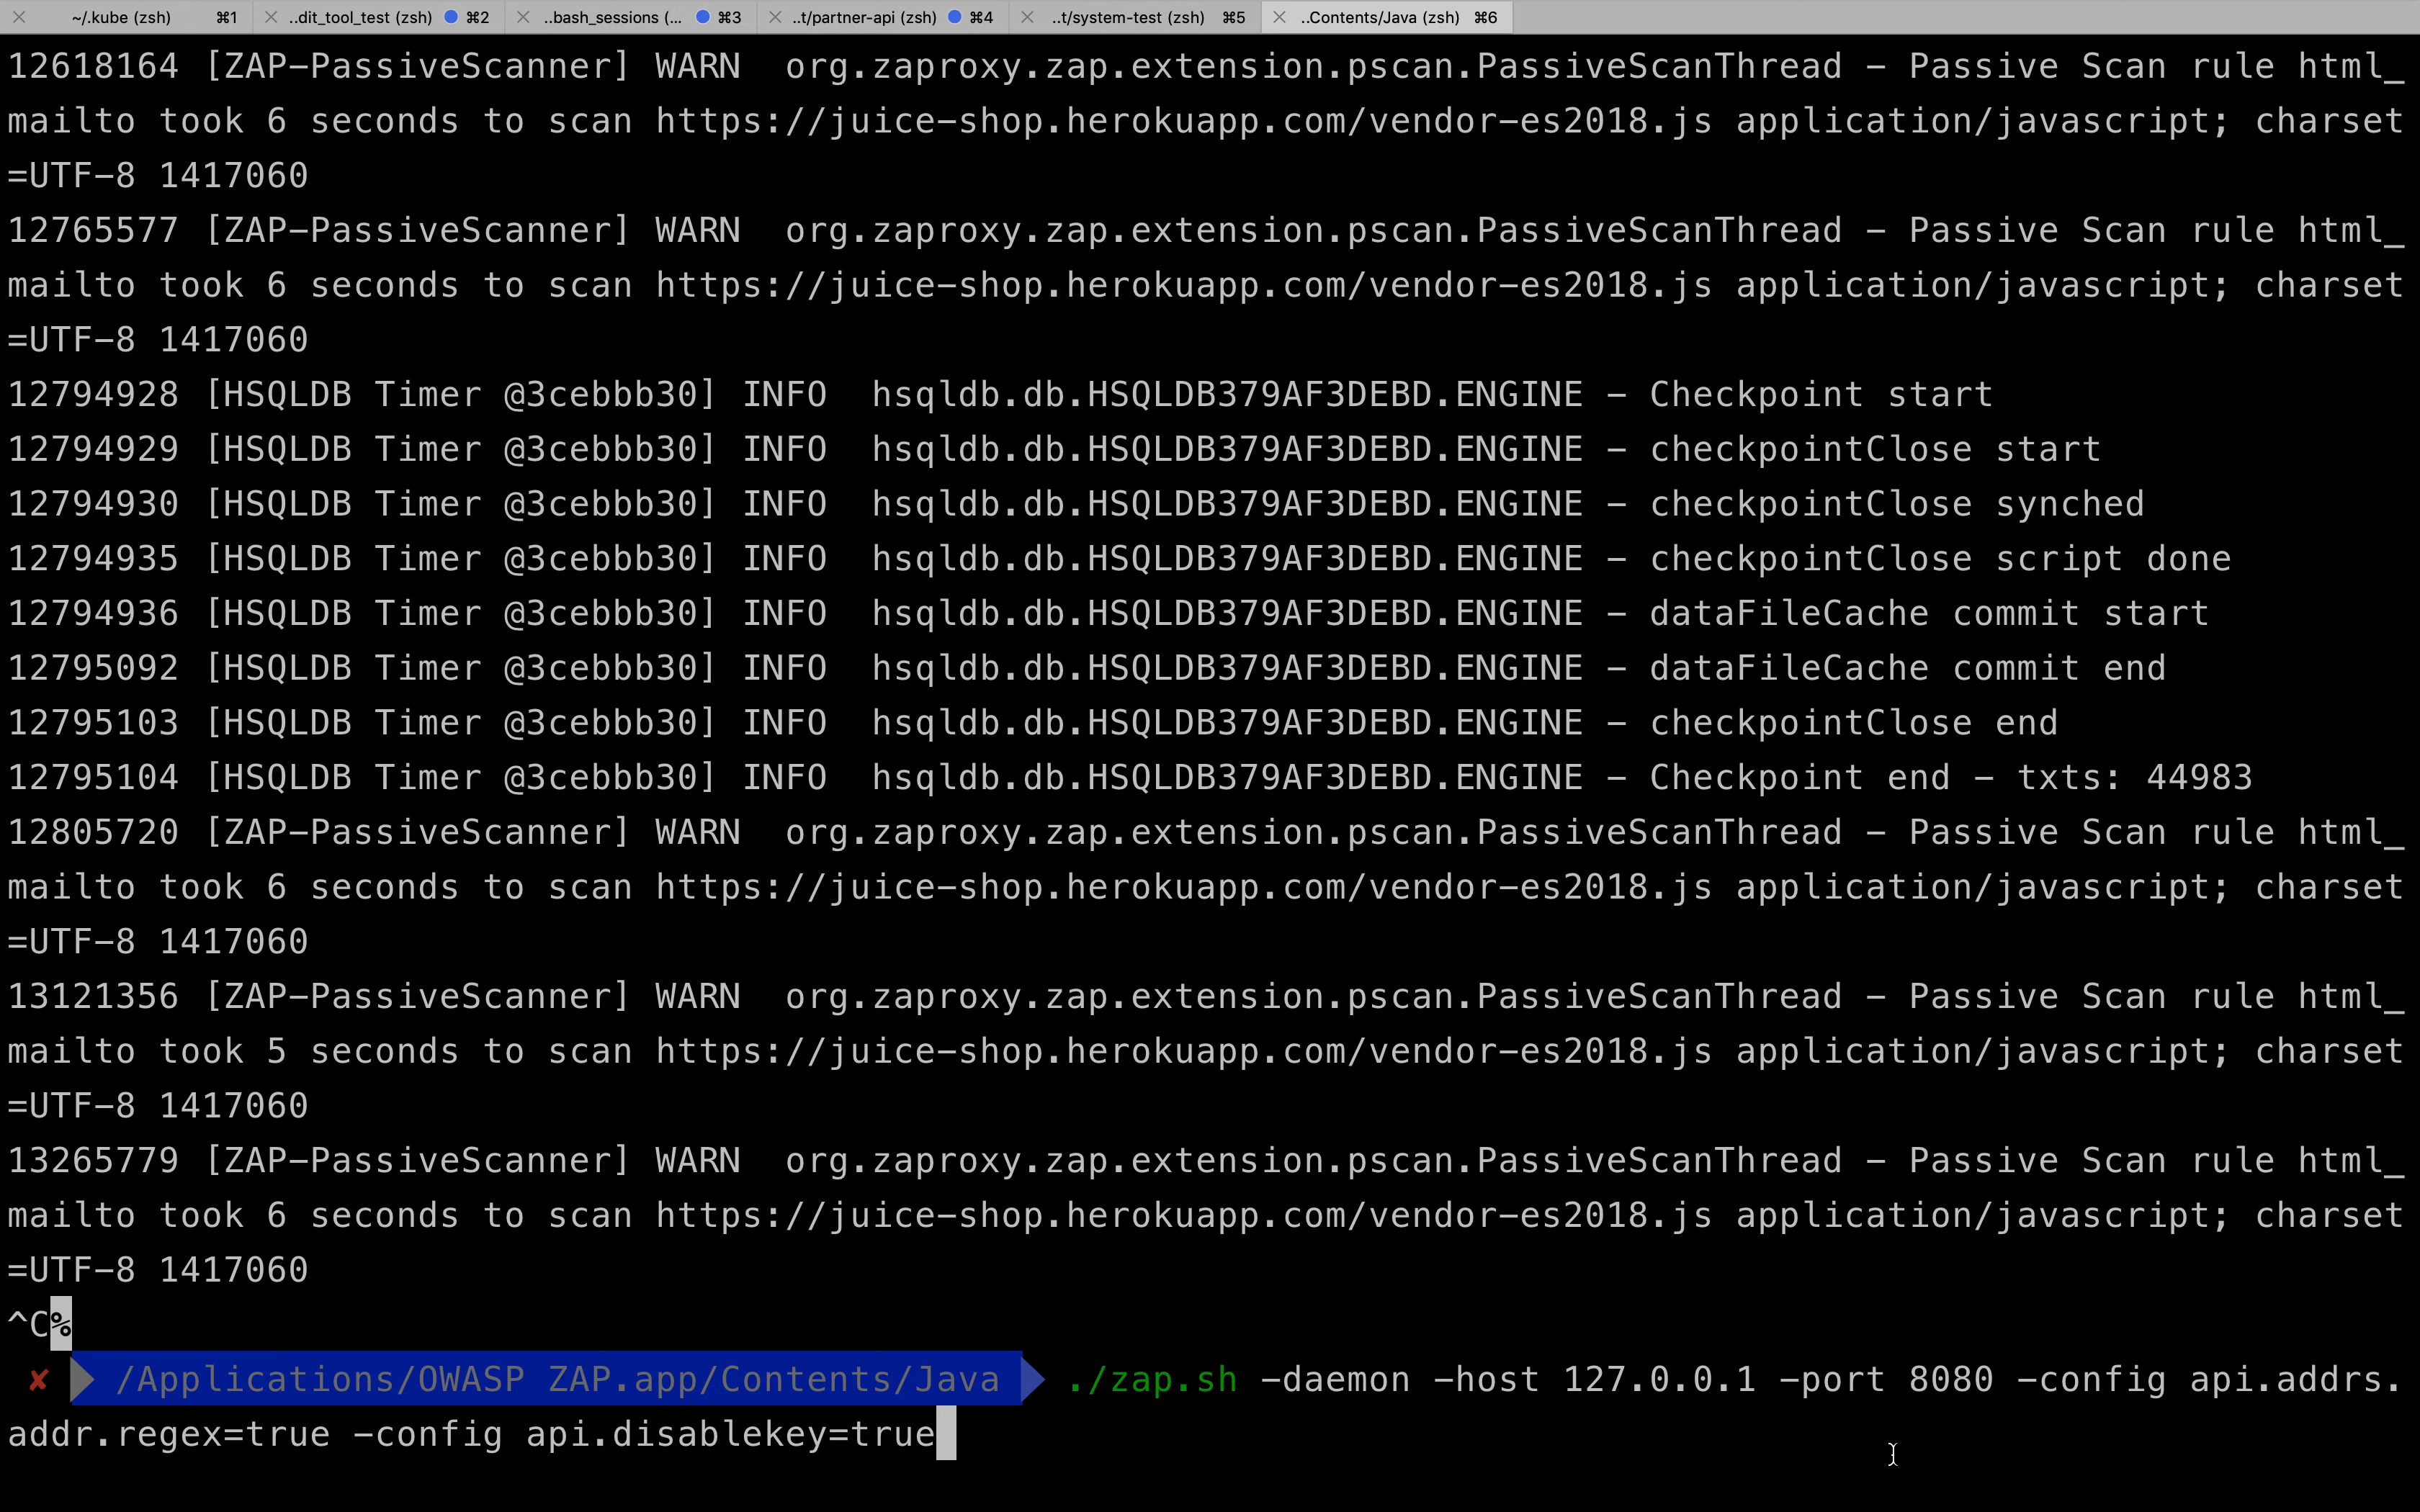 ~/.kube (zsh) ⌘1 ..dit_tool_test (zsh) ⌘2 ..bash_sessions (... ⌘3 ..t/partner-api (zsh) ⌘4 ..t/system-test (zsh) ⌘5 ..Contents/Java (zsh) ⌘6
12618164 [ZAP-PassiveScanner] WARN  org.zaproxy.zap.extension.pscan.PassiveScanThread - Passive Scan rule html_
mailto took 6 seconds to scan https://juice-shop.herokuapp.com/vendor-es2018.js application/javascript; charset
=UTF-8 1417060
12765577 [ZAP-PassiveScanner] WARN  org.zaproxy.zap.extension.pscan.PassiveScanThread - Passive Scan rule html_
mailto took 6 seconds to scan https://juice-shop.herokuapp.com/vendor-es2018.js application/javascript; charset
=UTF-8 1417060
12794928 [HSQLDB Timer @3cebbb30] INFO  hsqldb.db.HSQLDB379AF3DEBD.ENGINE - Checkpoint start
12794929 [HSQLDB Timer @3cebbb30] INFO  hsqldb.db.HSQLDB379AF3DEBD.ENGINE - checkpointClose start
12794930 [HSQLDB Timer @3cebbb30] INFO  hsqldb.db.HSQLDB379AF3DEBD.ENGINE - checkpointClose synched
12794935 [HSQLDB Timer @3cebbb30] INFO  hsqldb.db.HSQLDB379AF3DEBD.ENGINE - checkpointClose script done
12794936 [HSQLDB Timer @3cebbb30] INFO  hsqldb.db.HSQLDB379AF3DEBD.ENGINE - dataFileCache commit start
12795092 [HSQLDB Timer @3cebbb30] INFO  hsqldb.db.HSQLDB379AF3DEBD.ENGINE - dataFileCache commit end
12795103 [HSQLDB Timer @3cebbb30] INFO  hsqldb.db.HSQLDB379AF3DEBD.ENGINE - checkpointClose end
12795104 [HSQLDB Timer @3cebbb30] INFO  hsqldb.db.HSQLDB379AF3DEBD.ENGINE - Checkpoint end - txts: 44983
12805720 [ZAP-PassiveScanner] WARN  org.zaproxy.zap.extension.pscan.PassiveScanThread - Passive Scan rule html_
mailto took 6 seconds to scan https://juice-shop.herokuapp.com/vendor-es2018.js application/javascript; charset
=UTF-8 1417060
13121356 [ZAP-PassiveScanner] WARN  org.zaproxy.zap.extension.pscan.PassiveScanThread - Passive Scan rule html_
mailto took 5 seconds to scan https://juice-shop.herokuapp.com/vendor-es2018.js application/javascript; charset
=UTF-8 1417060
13265779 [ZAP-PassiveScanner] WARN  org.zaproxy.zap.extension.pscan.PassiveScanThread - Passive Scan rule html_
mailto took 6 seconds to scan https://juice-shop.herokuapp.com/vendor-es2018.js application/javascript; charset
=UTF-8 1417060
^C%
✘ /Applications/OWASP ZAP.app/Contents/Java ./zap.sh -daemon -host 127.0.0.1 -port 8080 -config api.addrs.
addr.regex=true -config api.disablekey=true